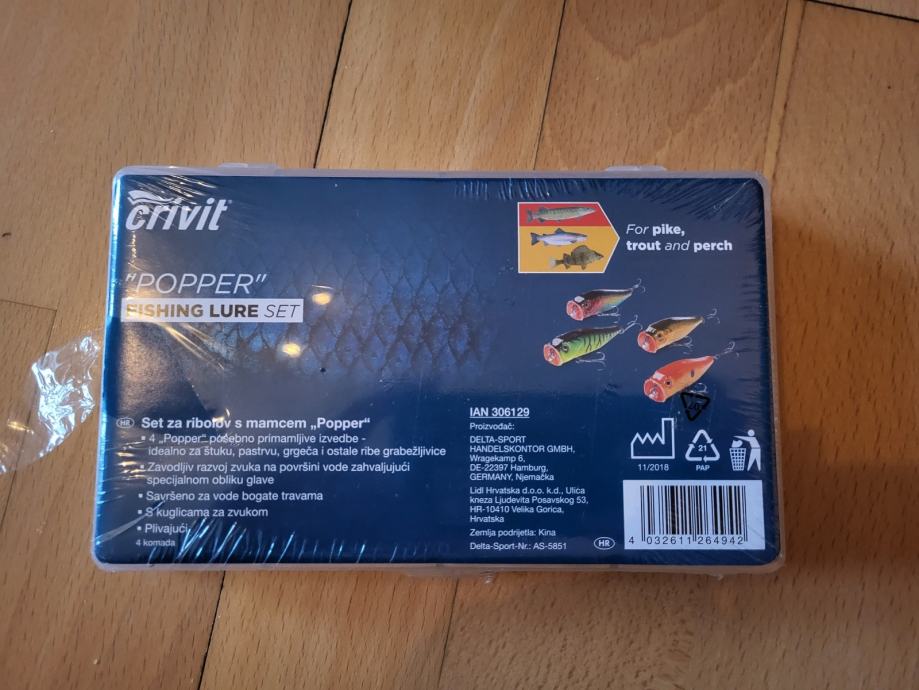 crivit
"POPPER"
FISHING LURE SET
For pike,
trout and perch
HR
Set za ribolov s mamcem „Popper“
▪ 4 „Popper“ posebno primamljive izvedbe -
idealno za štuku, pastrvu, grgeča i ostale ribe grabežljivice
▪ Zavodljiv razvoj zvuka na površini vode zahvaljujući
specijalnom obliku glave
▪ Savršeno za vode bogate travama
▪ S kuglicama za zvukom
▪ Plivajući
4 komada
IAN 306129
Proizvođač:
DELTA-SPORT
HANDELSKONTOR GMBH,
Wragekamp 6,
DE-22397 Hamburg,
GERMANY, Njemačka
Lidl Hrvatska d.o.o. k.d., Ulica
kneza Ljudevita Posavskog 53,
HR-10410 Velika Gorica,
Hrvatska
Zemlja podrijetla: Kina
Delta-Sport-Nr.: AS-5851
HR
11/2018
21
PAP
4 032611 264942